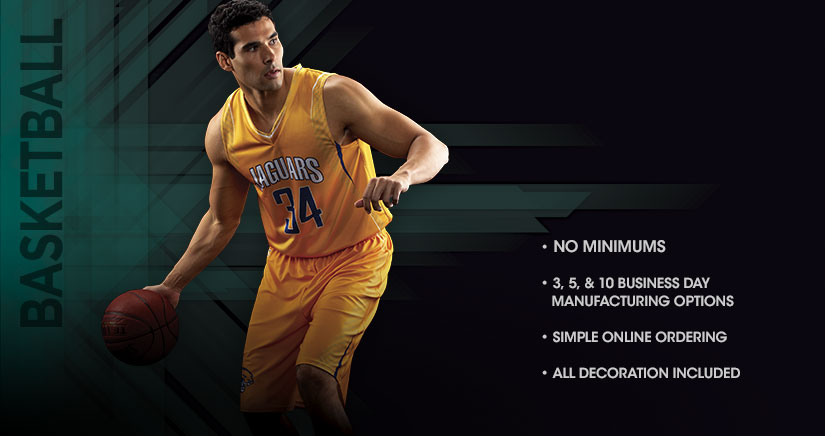 BASKETBALL
JAGUARS
34
• NO MINIMUMS
• 3, 5, & 10 BUSINESS DAY
MANUFACTURING OPTIONS
• SIMPLE ONLINE ORDERING
• ALL DECORATION INCLUDED